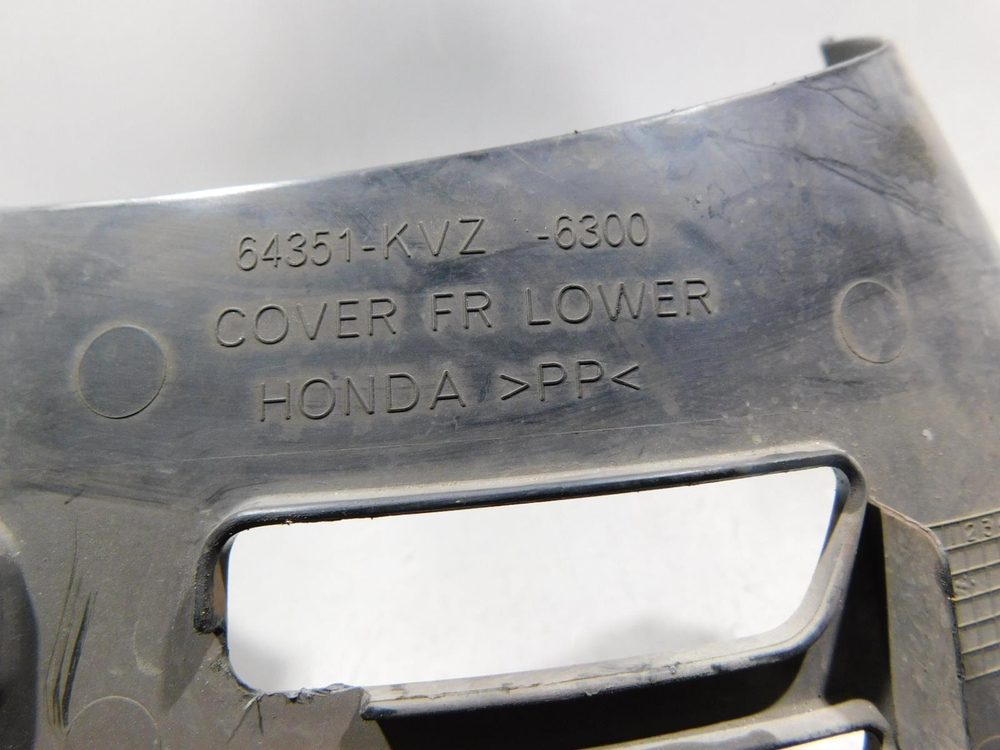 64351-KVZ -6300
COVER FR LOWER
HONDA >PP<